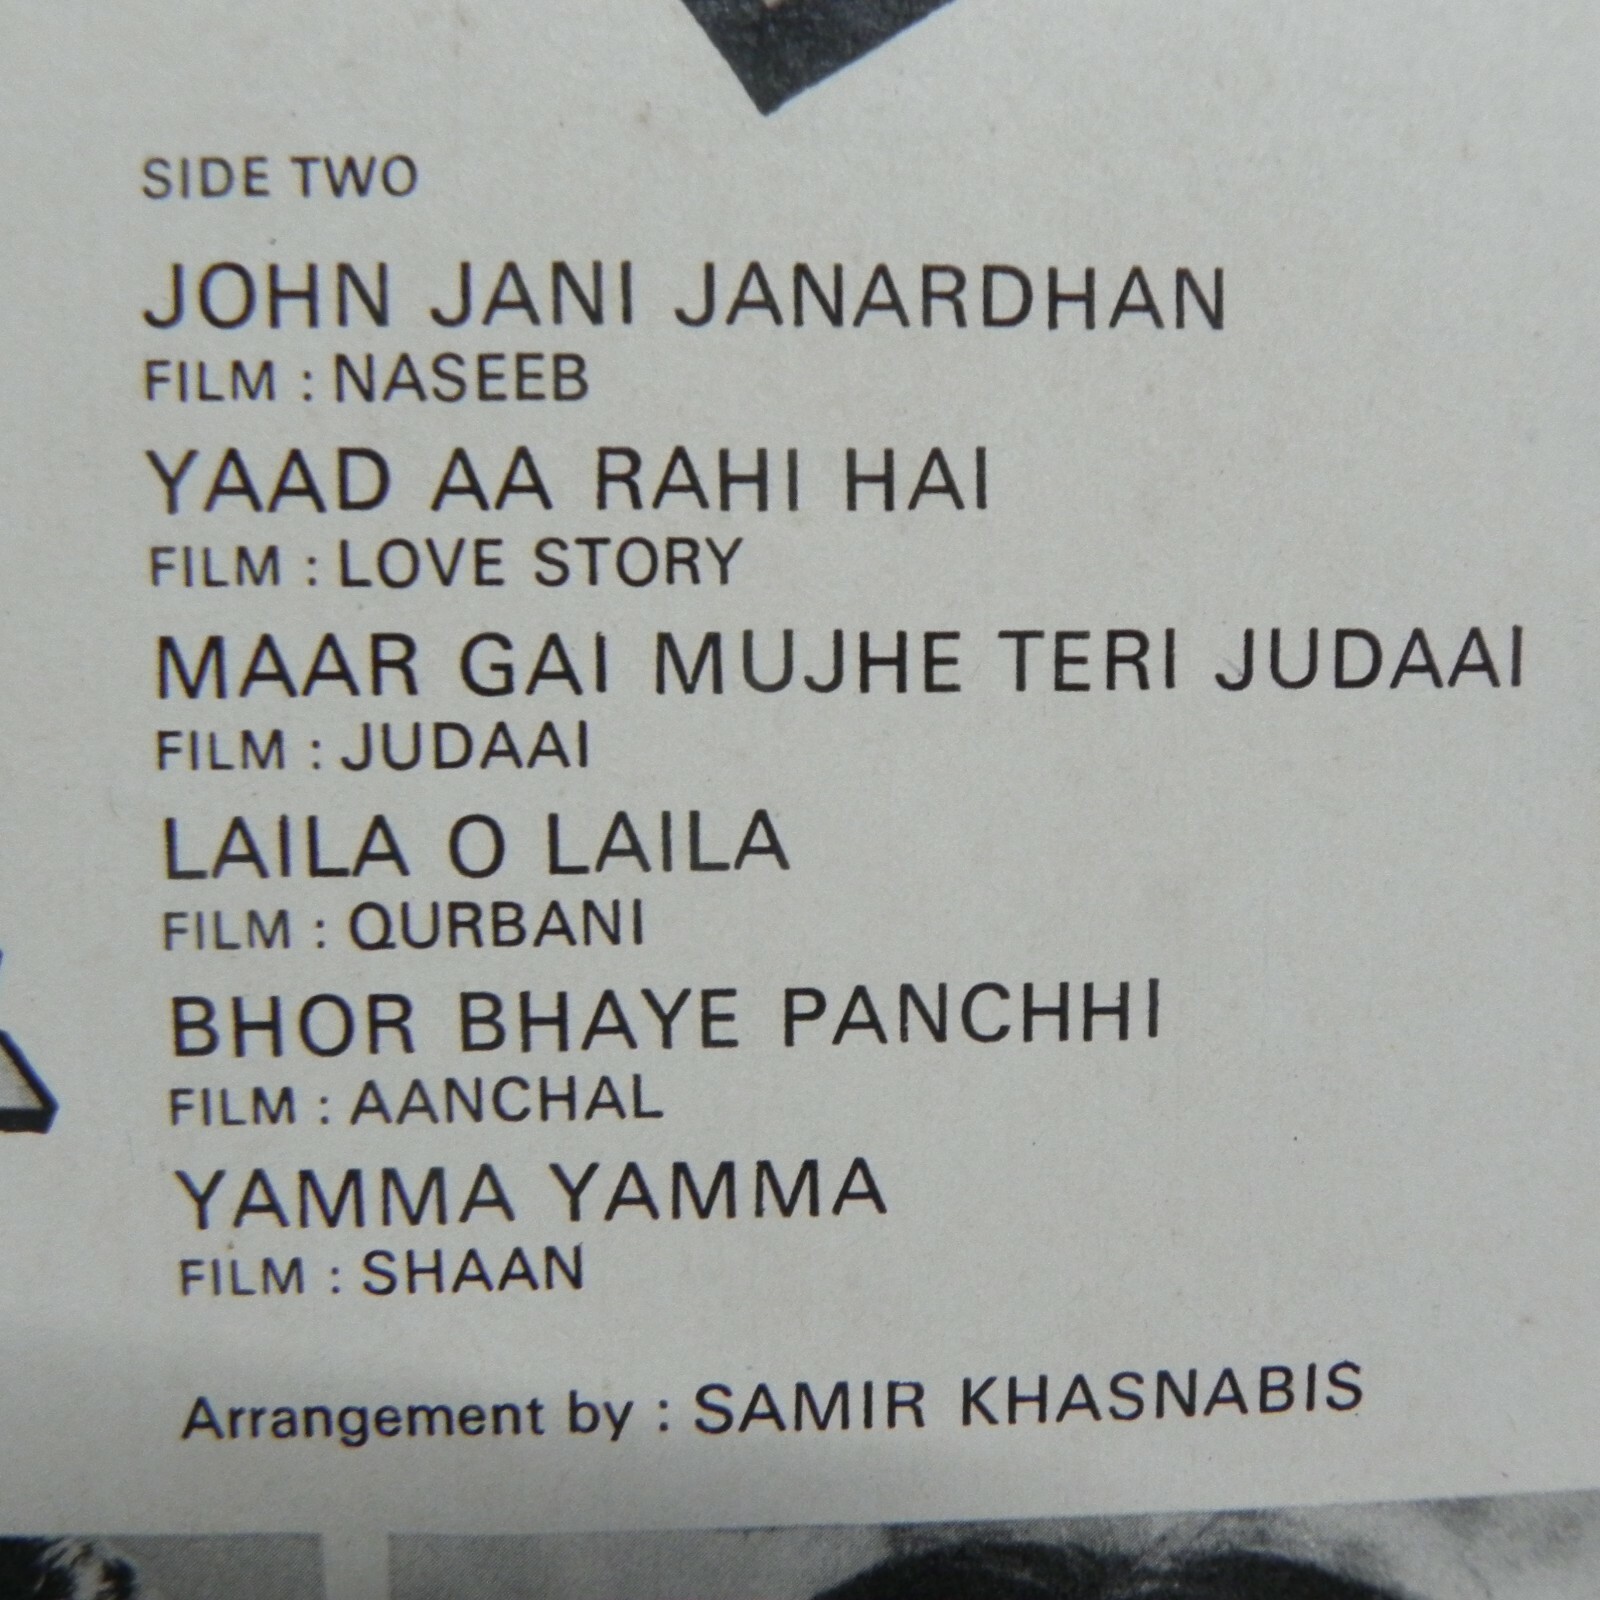 SIDE TWO
JOHN JANI JANARDHAN
FILM : NASEEB
YAAD AA RAHI HAI
FILM : LOVE STORY
MAAR GAI MUJHE TERI JUDAAI
FILM : JUDAAI
LAILA O LAILA
FILM : QURBANI
BHOR BHAYE PANCHHI
FILM : AANCHAL
YAMMA YAMMA
FILM : SHAAN
Arrangement by : SAMIR KHASNABIS